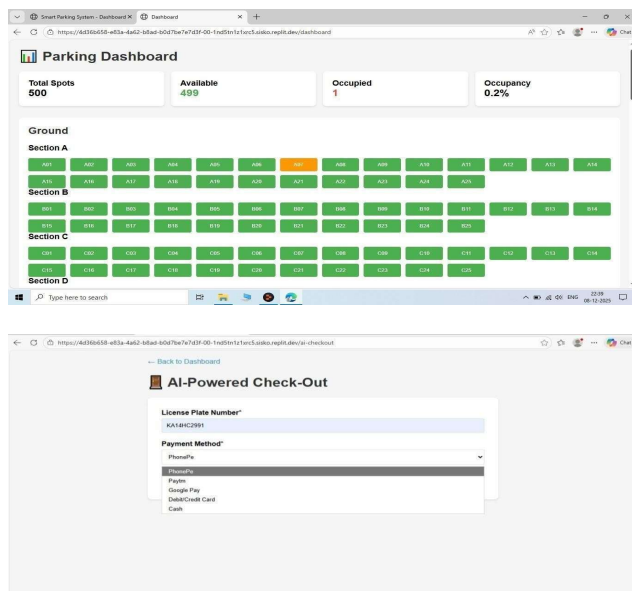 Smart Parking System - Dashboard
Dashboard
https://4d36b658-e83a-4a62-b8ad-b0d7be7e7d3f-00-1nd5tn1z1xrc5.sisko.replit.dev/dashboard
Chat
Parking Dashboard
Total Spots Available Occupied Occupancy
500 499 1 0.2%
Ground
Section A
A01 A02 A03 A04 A05 A06 A07 A08 A09 A10 A11 A12 A13 A14
A15 A16 A17 A18 A19 A20 A21 A22 A23 A24 A25
Section B
B01 B02 B03 B04 B05 B06 B07 B08 B09 B10 B11 B12 B13 B14
B15 B16 B17 B18 B19 B20 B21 B22 B23 B24 B25
Section C
C01 C02 C03 C04 C05 C06 C07 C08 C09 C10 C11 C12 C13 C14
C15 C16 C17 C18 C19 C20 C21 C22 C23 C24 C25
Section D
Type here to search
ENG
22:28
08-12-2025
https://4d36b658-e83a-4a62-b8ad-b0d7be7e7d3f-00-1nd5tn1z1xrc5.sisko.replit.dev/ai-checkout
Chat
← Back to Dashboard
AI-Powered Check-Out
License Plate Number*
KA14HC2991
Payment Method*
PhonePe
PhonePe
Paytm
Google Pay
Debit/Credit Card
Cash